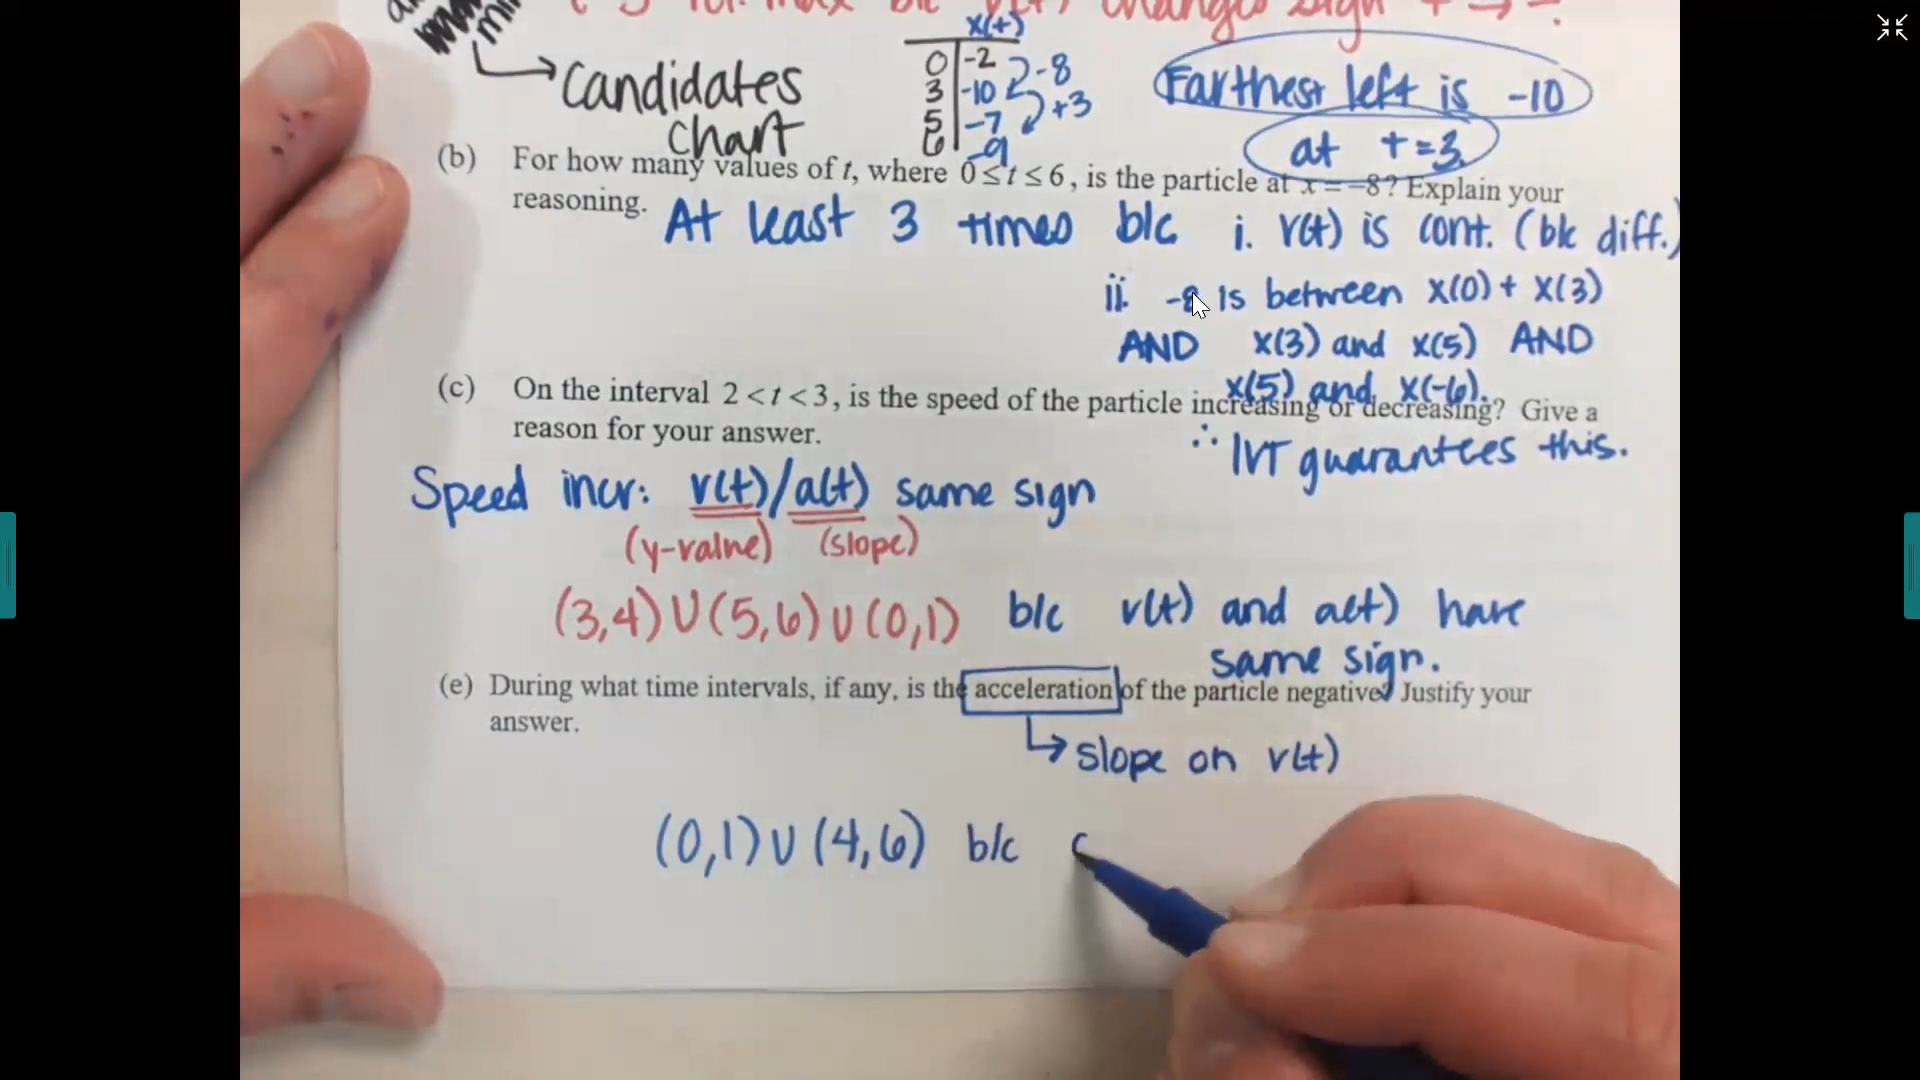 t=3 for max b/c v(t) changes sign + → -.
Candidates
chart
x(t)
0 -2
3 -10
5 -7
6 -9
-8
+3
Farthest left is -10
at t=3.
(b) For how many values of t, where 0≤t≤6, is the particle at x = -8? Explain your
reasoning.
At least 3 times b/c i. v(t) is cont. (b/c diff.)
ii. -8 is between x(0) + x(3)
AND x(3) and x(5) AND
x(5) and x(-6).
∴ IVT guarantees this.
(c) On the interval 2<t<3, is the speed of the particle increasing or decreasing? Give a
reason for your answer.
Speed incr: v(t)/a(t) same sign
(y-value) (slope)
(3,4)∪(5,6)∪(0,1) b/c v(t) and a(t) have
same sign.
(e) During what time intervals, if any, is the acceleration of the particle negative? Justify your
answer.
↳ slope on v(t)
(0,1)∪(4,6) b/c